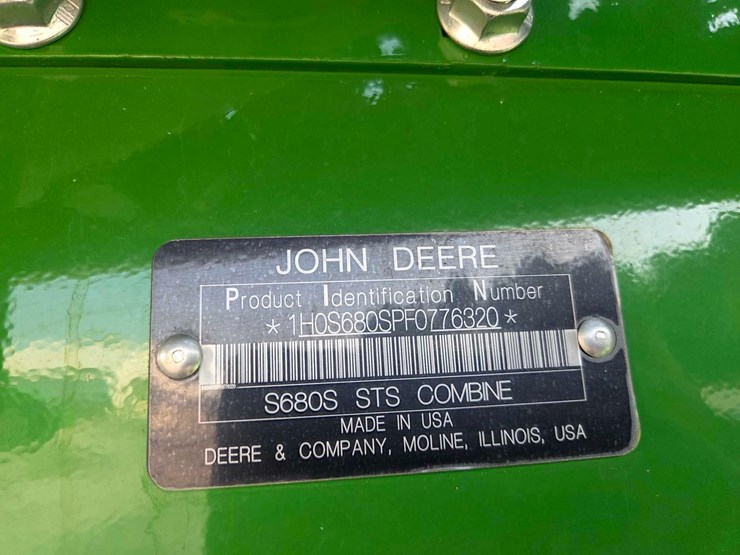 JOHN DEERE
Product Identification Number
*1H0S680SPF0776320*
S680S STS COMBINE
MADE IN USA
DEERE & COMPANY, MOLINE, ILLINOIS, USA